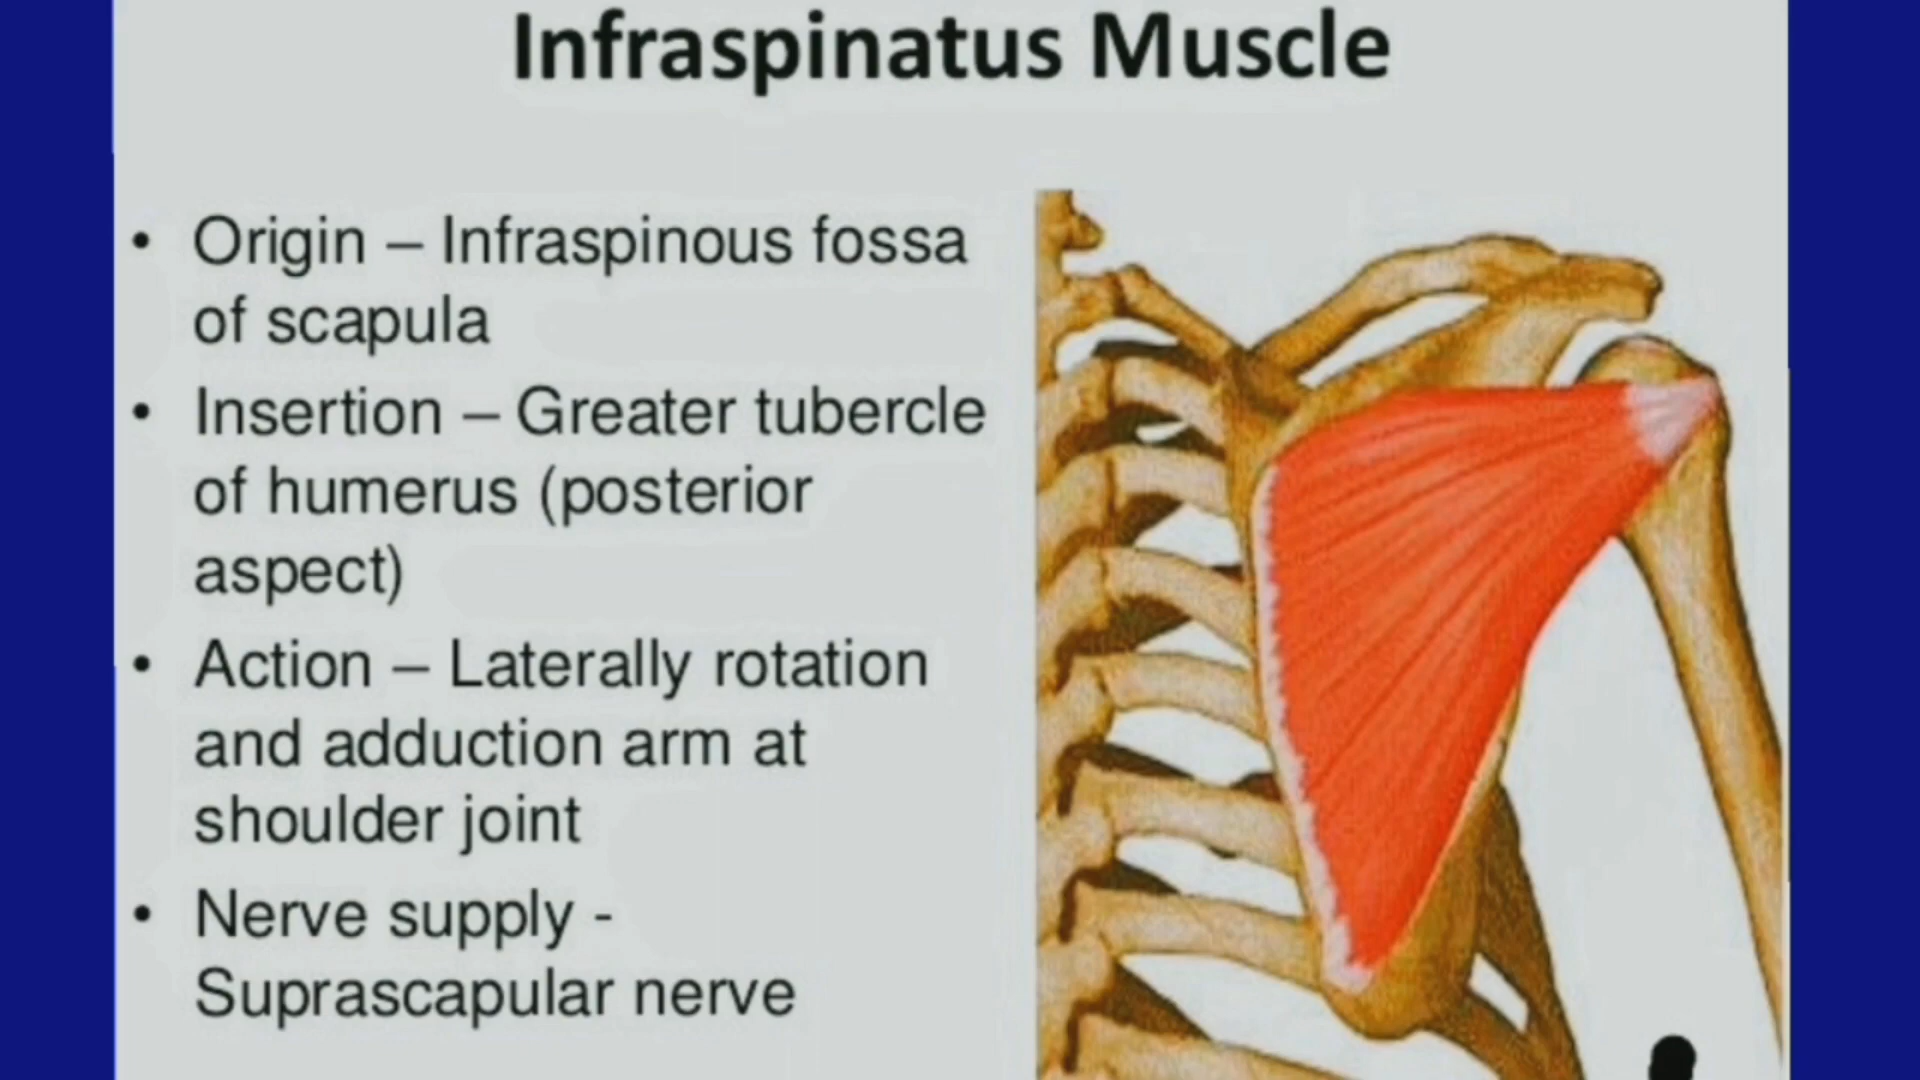 Infraspinatus Muscle
• Origin – Infraspinous fossa
of scapula
• Insertion – Greater tubercle
of humerus (posterior
aspect)
• Action – Laterally rotation
and adduction arm at
shoulder joint
• Nerve supply -
Suprascapular nerve